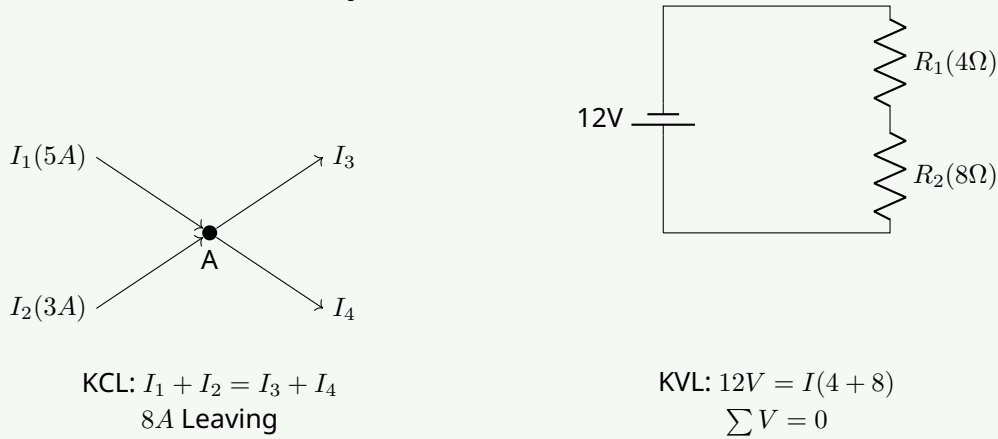 12V
R₁(4Ω)
R₂(8Ω)
I₁(5A)
I₃
A
I₂(3A)
I₄
KCL: I₁ + I₂ = I₃ + I₄
8A Leaving
KVL: 12V = I(4 + 8)
∑ V = 0